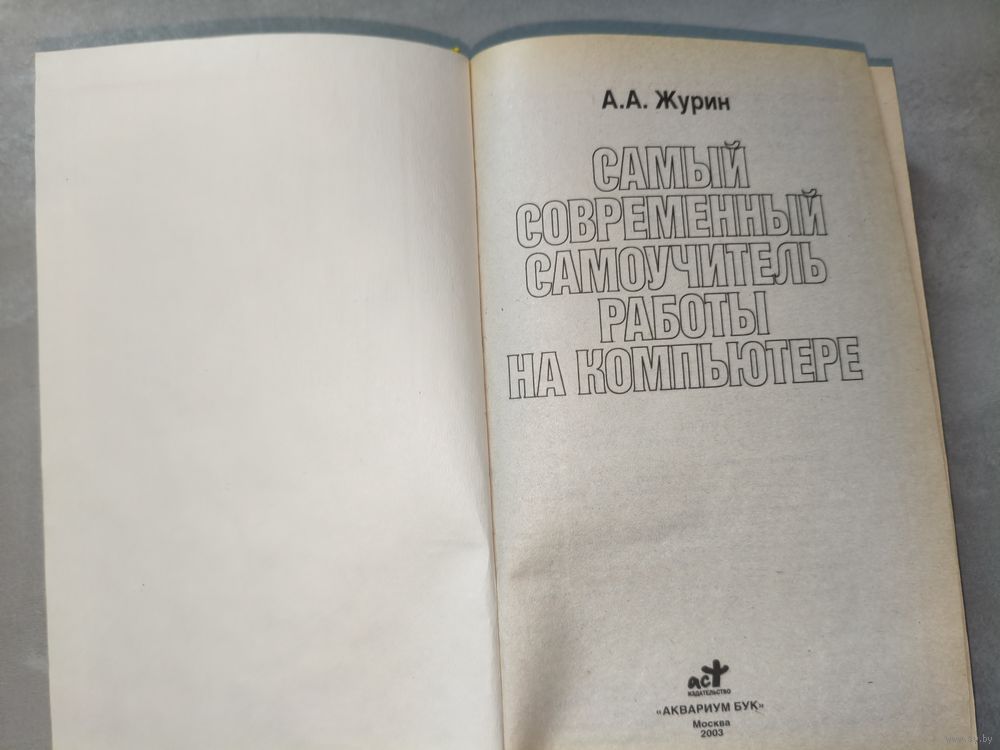 А.А. Журин
САМЫЙ
СОВРЕМЕННЫЙ
САМОУЧИТЕЛЬ
РАБОТЫ
НА КОМПЬЮТЕРЕ
аст
ИЗДАТЕЛЬСТВО
«АКВАРИУМ БУК»
Москва
2003